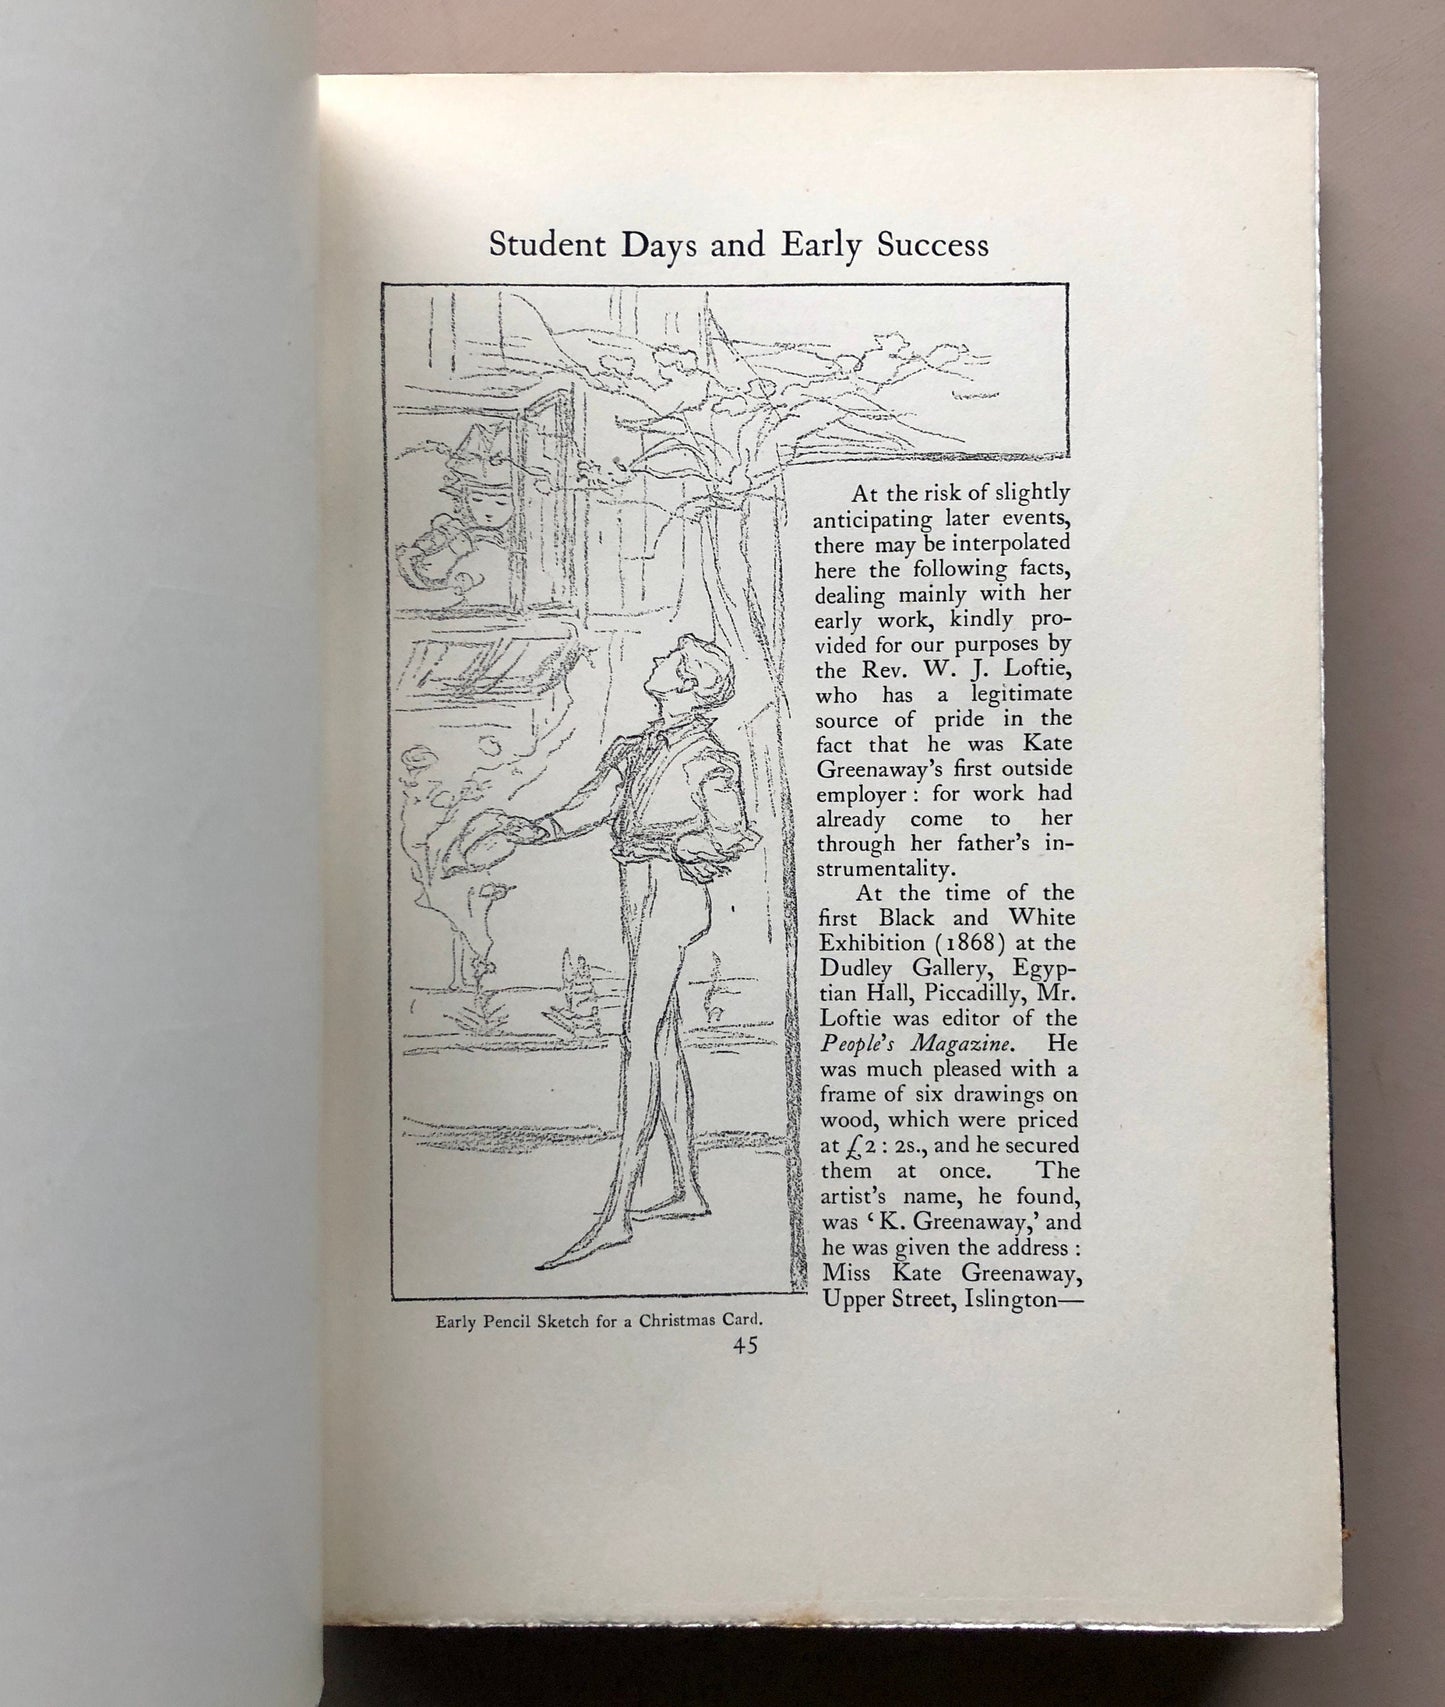 Student Days and Early Success
At the risk of slightly
anticipating later events,
there may be interpolated
here the following facts,
dealing mainly with her
early work, kindly pro-
vided for our purposes by
the Rev. W. J. Loftie,
who has a legitimate
source of pride in the
fact that he was Kate
Greenaway's first outside
employer : for work had
already come to her
through her father's in-
strumentality.
At the time of the
first Black and White
Exhibition (1868) at the
Dudley Gallery, Egyp-
tian Hall, Piccadilly, Mr.
Loftie was editor of the
People's Magazine. He
was much pleased with a
frame of six drawings on
wood, which were priced
at £2 : 2s., and he secured
them at once. The
artist's name, he found,
was ‘K. Greenaway,’ and
he was given the address :
Miss Kate Greenaway,
Upper Street, Islington—
Early Pencil Sketch for a Christmas Card.
45